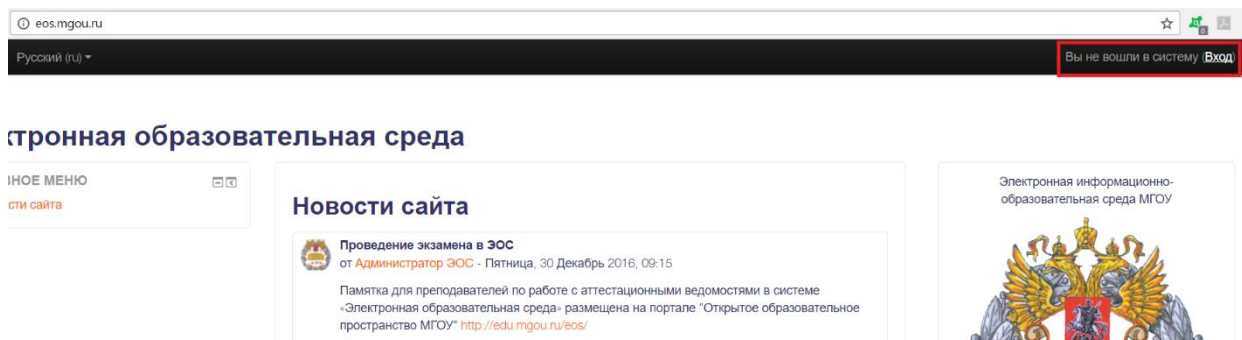 eos.mgou.ru
Русский (ru)
Вы не вошли в систему (Вход)
ктронная образовательная среда
ВНОЕ МЕНЮ
сти сайта
Новости сайта
Проведение экзамена в ЭОС
от Администратор ЭОС - Пятница, 30 Декабрь 2016, 09:15
Памятка для преподавателей по работе с аттестационными ведомостями в системе
«Электронная образовательная среда» размещена на портале "Открытое образовательное
пространство МГОУ" http://edu.mgou.ru/eos/
Электронная информационно-
образовательная среда МГОУ